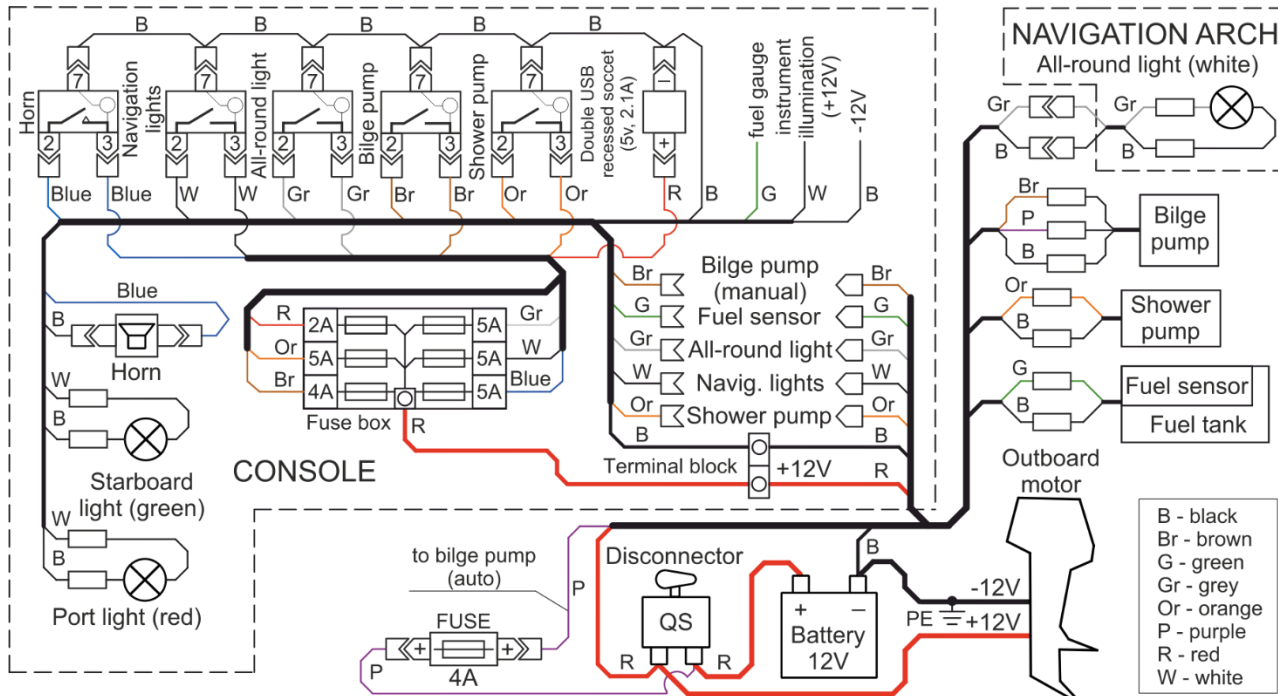 B B B B B
7 7 7 7 7 –
Horn
Navigation
lights
All-round light
Bilge pump
Shower pump
Double USB
recessed soccet
(5v, 2.1A)
2 3 2 3 2 3 2 3 2 3 +
Blue Blue W W Gr Gr Br Br Or Or R B
fuel gauge
instrument
illumination
(+12V)
-12V
G W B
NAVIGATION ARCH
All-round light (white)
Gr Gr
B B
Br
P
B
Bilge
pump
Or
B
Shower
pump
G
B
Fuel sensor
Fuel tank
Blue
B
Horn
W
B
Starboard
light (green)
W
B
Port light (red)
R 2A 5A Gr
Or 5A 5A W
Br 4A 5A Blue
Fuse box
R
CONSOLE
Br Bilge pump Br
(manual)
G Fuel sensor G
Gr All-round light Gr
W Navig. lights W
Or Shower pump Or
B B
Terminal block +12V R
to bilge pump
(auto)
P
FUSE
+ +
4A
P
Disconnector
QS
R R
B
+ –
Battery
12V
PE
-12V
+12V
Outboard
motor
B - black
Br - brown
G - green
Gr - grey
Or - orange
P - purple
R - red
W - white